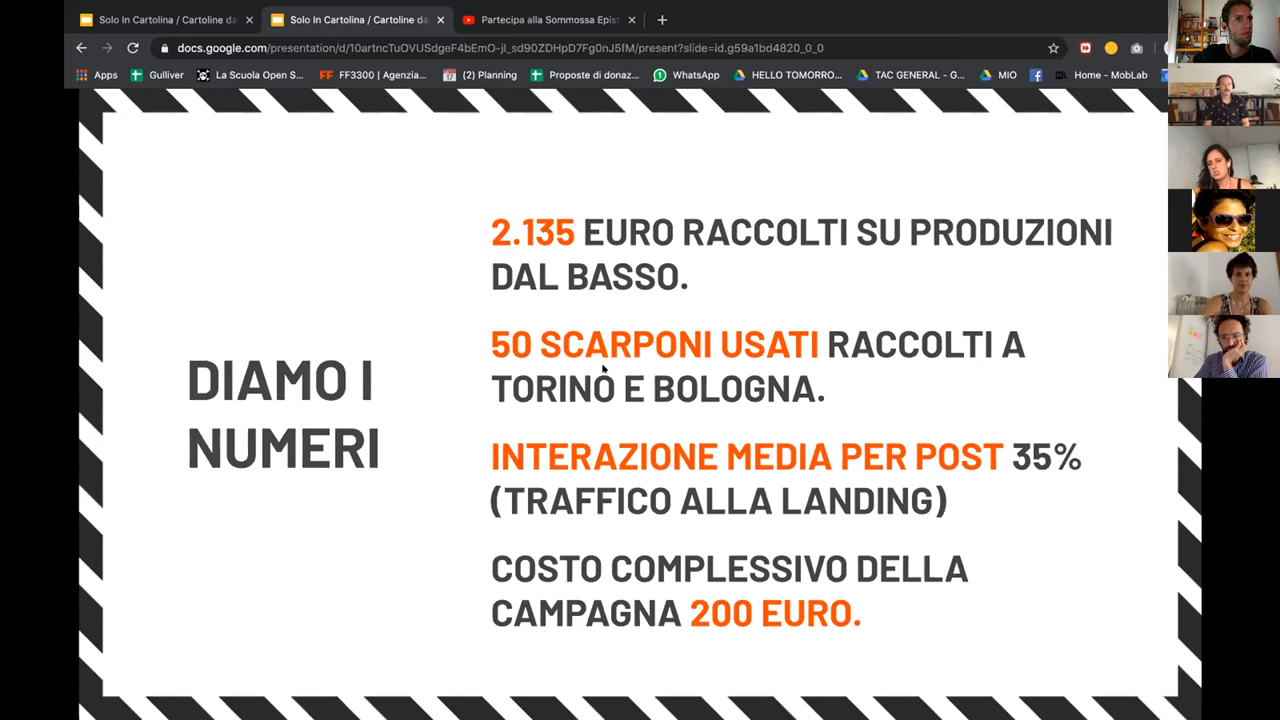 Solo In Cartolina / Cartoline da
Solo In Cartolina / Cartoline da
Partecipa alla Sommossa Epist
docs.google.com/presentation/d/10artncTuOVUSdgeF4bEmO-jl_sd90ZDHpD7Fg0nJ5fM/present?slide=id.g59a1bd4820_0_0
Apps
Gulliver
La Scuola Open S...
FF3300 | Agenzia...
(2) Planning
Proposte di donaz...
WhatsApp
HELLO TOMORRO...
TAC GENERAL - G...
MIO
Home - MobLab
DIAMO I
NUMERI
2.135 EURO RACCOLTI SU PRODUZIONI
DAL BASSO.
50 SCARPONI USATI RACCOLTI A
TORINO E BOLOGNA.
INTERAZIONE MEDIA PER POST 35%
(TRAFFICO ALLA LANDING)
COSTO COMPLESSIVO DELLA
CAMPAGNA 200 EURO.